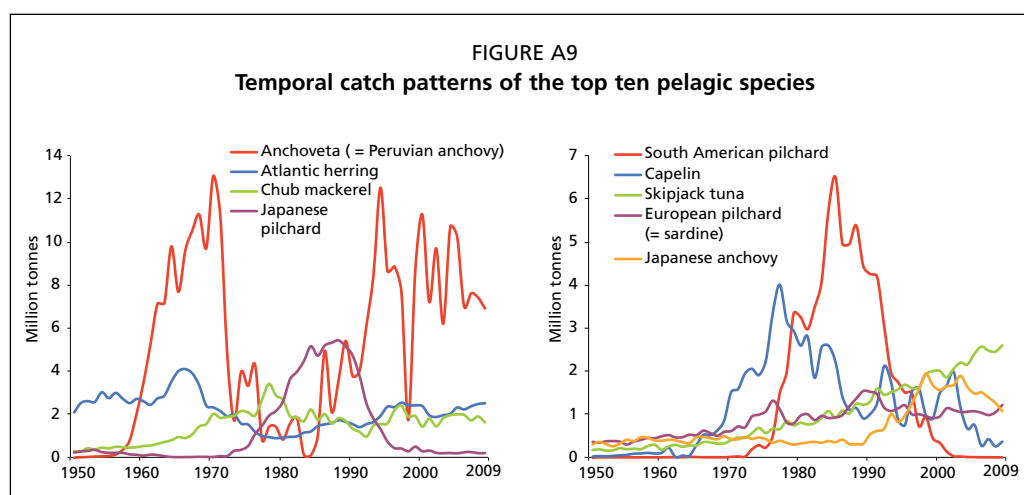 FIGURE A9
Temporal catch patterns of the top ten pelagic species
Million tonnes
14
12
10
8
6
4
2
0
Anchoveta ( = Peruvian anchovy)
Atlantic herring
Chub mackerel
Japanese
pilchard
1950 1960 1970 1980 1990 2000 2009
Million tonnes
7
6
5
4
3
2
1
0
South American pilchard
Capelin
Skipjack tuna
European pilchard
(= sardine)
Japanese anchovy
1950 1960 1970 1980 1990 2000 2009